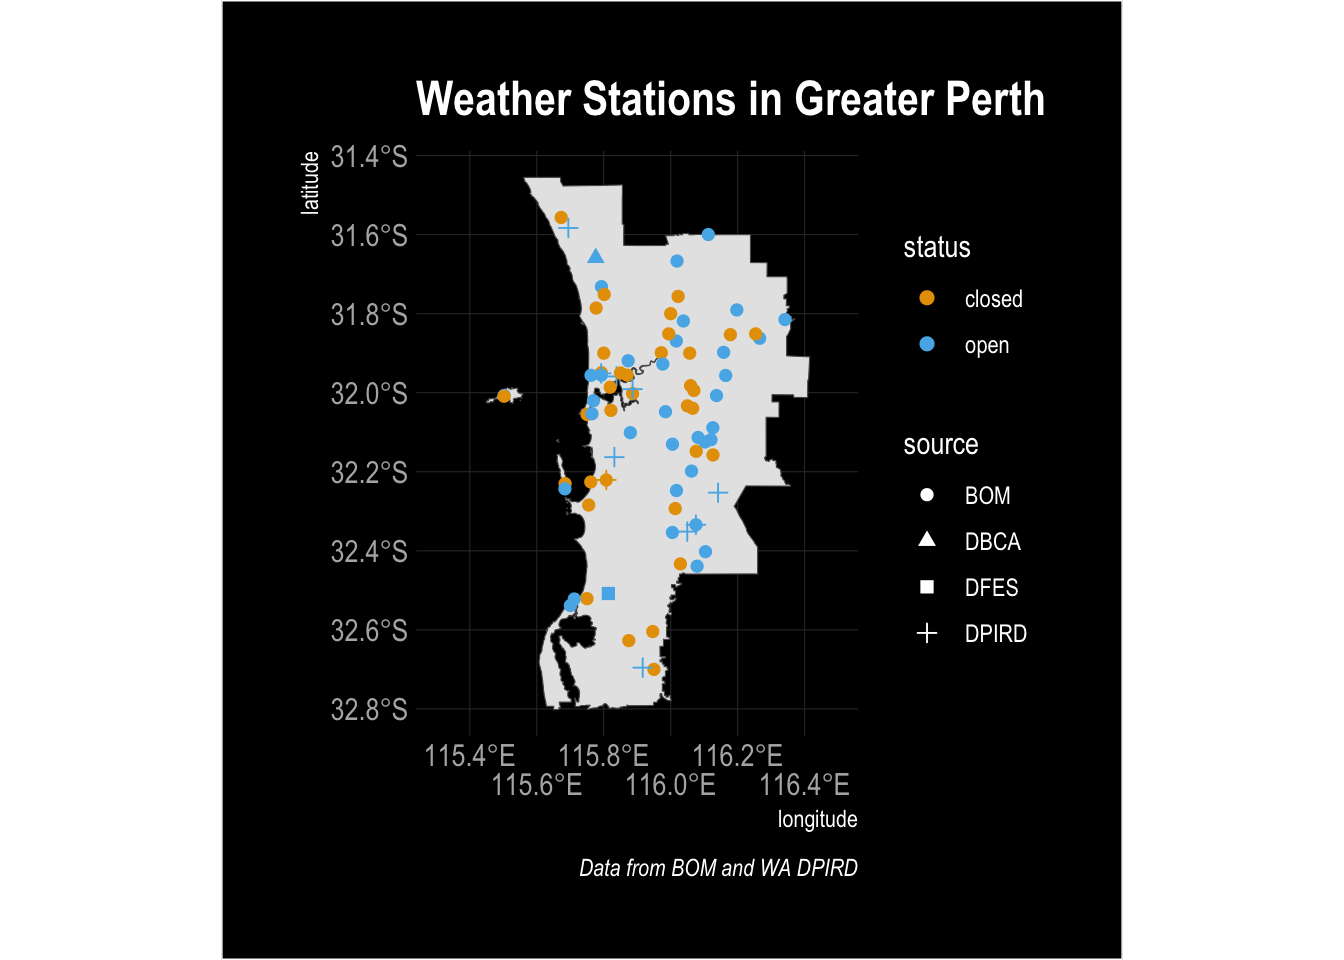 Weather Stations in Greater Perth
latitude
31.4°S
31.6°S
31.8°S
32.0°S
32.2°S
32.4°S
32.6°S
32.8°S
115.4°E
115.8°E
116.2°E
115.6°E
116.0°E
116.4°E
longitude
status
closed
open
source
BOM
DBCA
DFES
DPIRD
Data from BOM and WA DPIRD